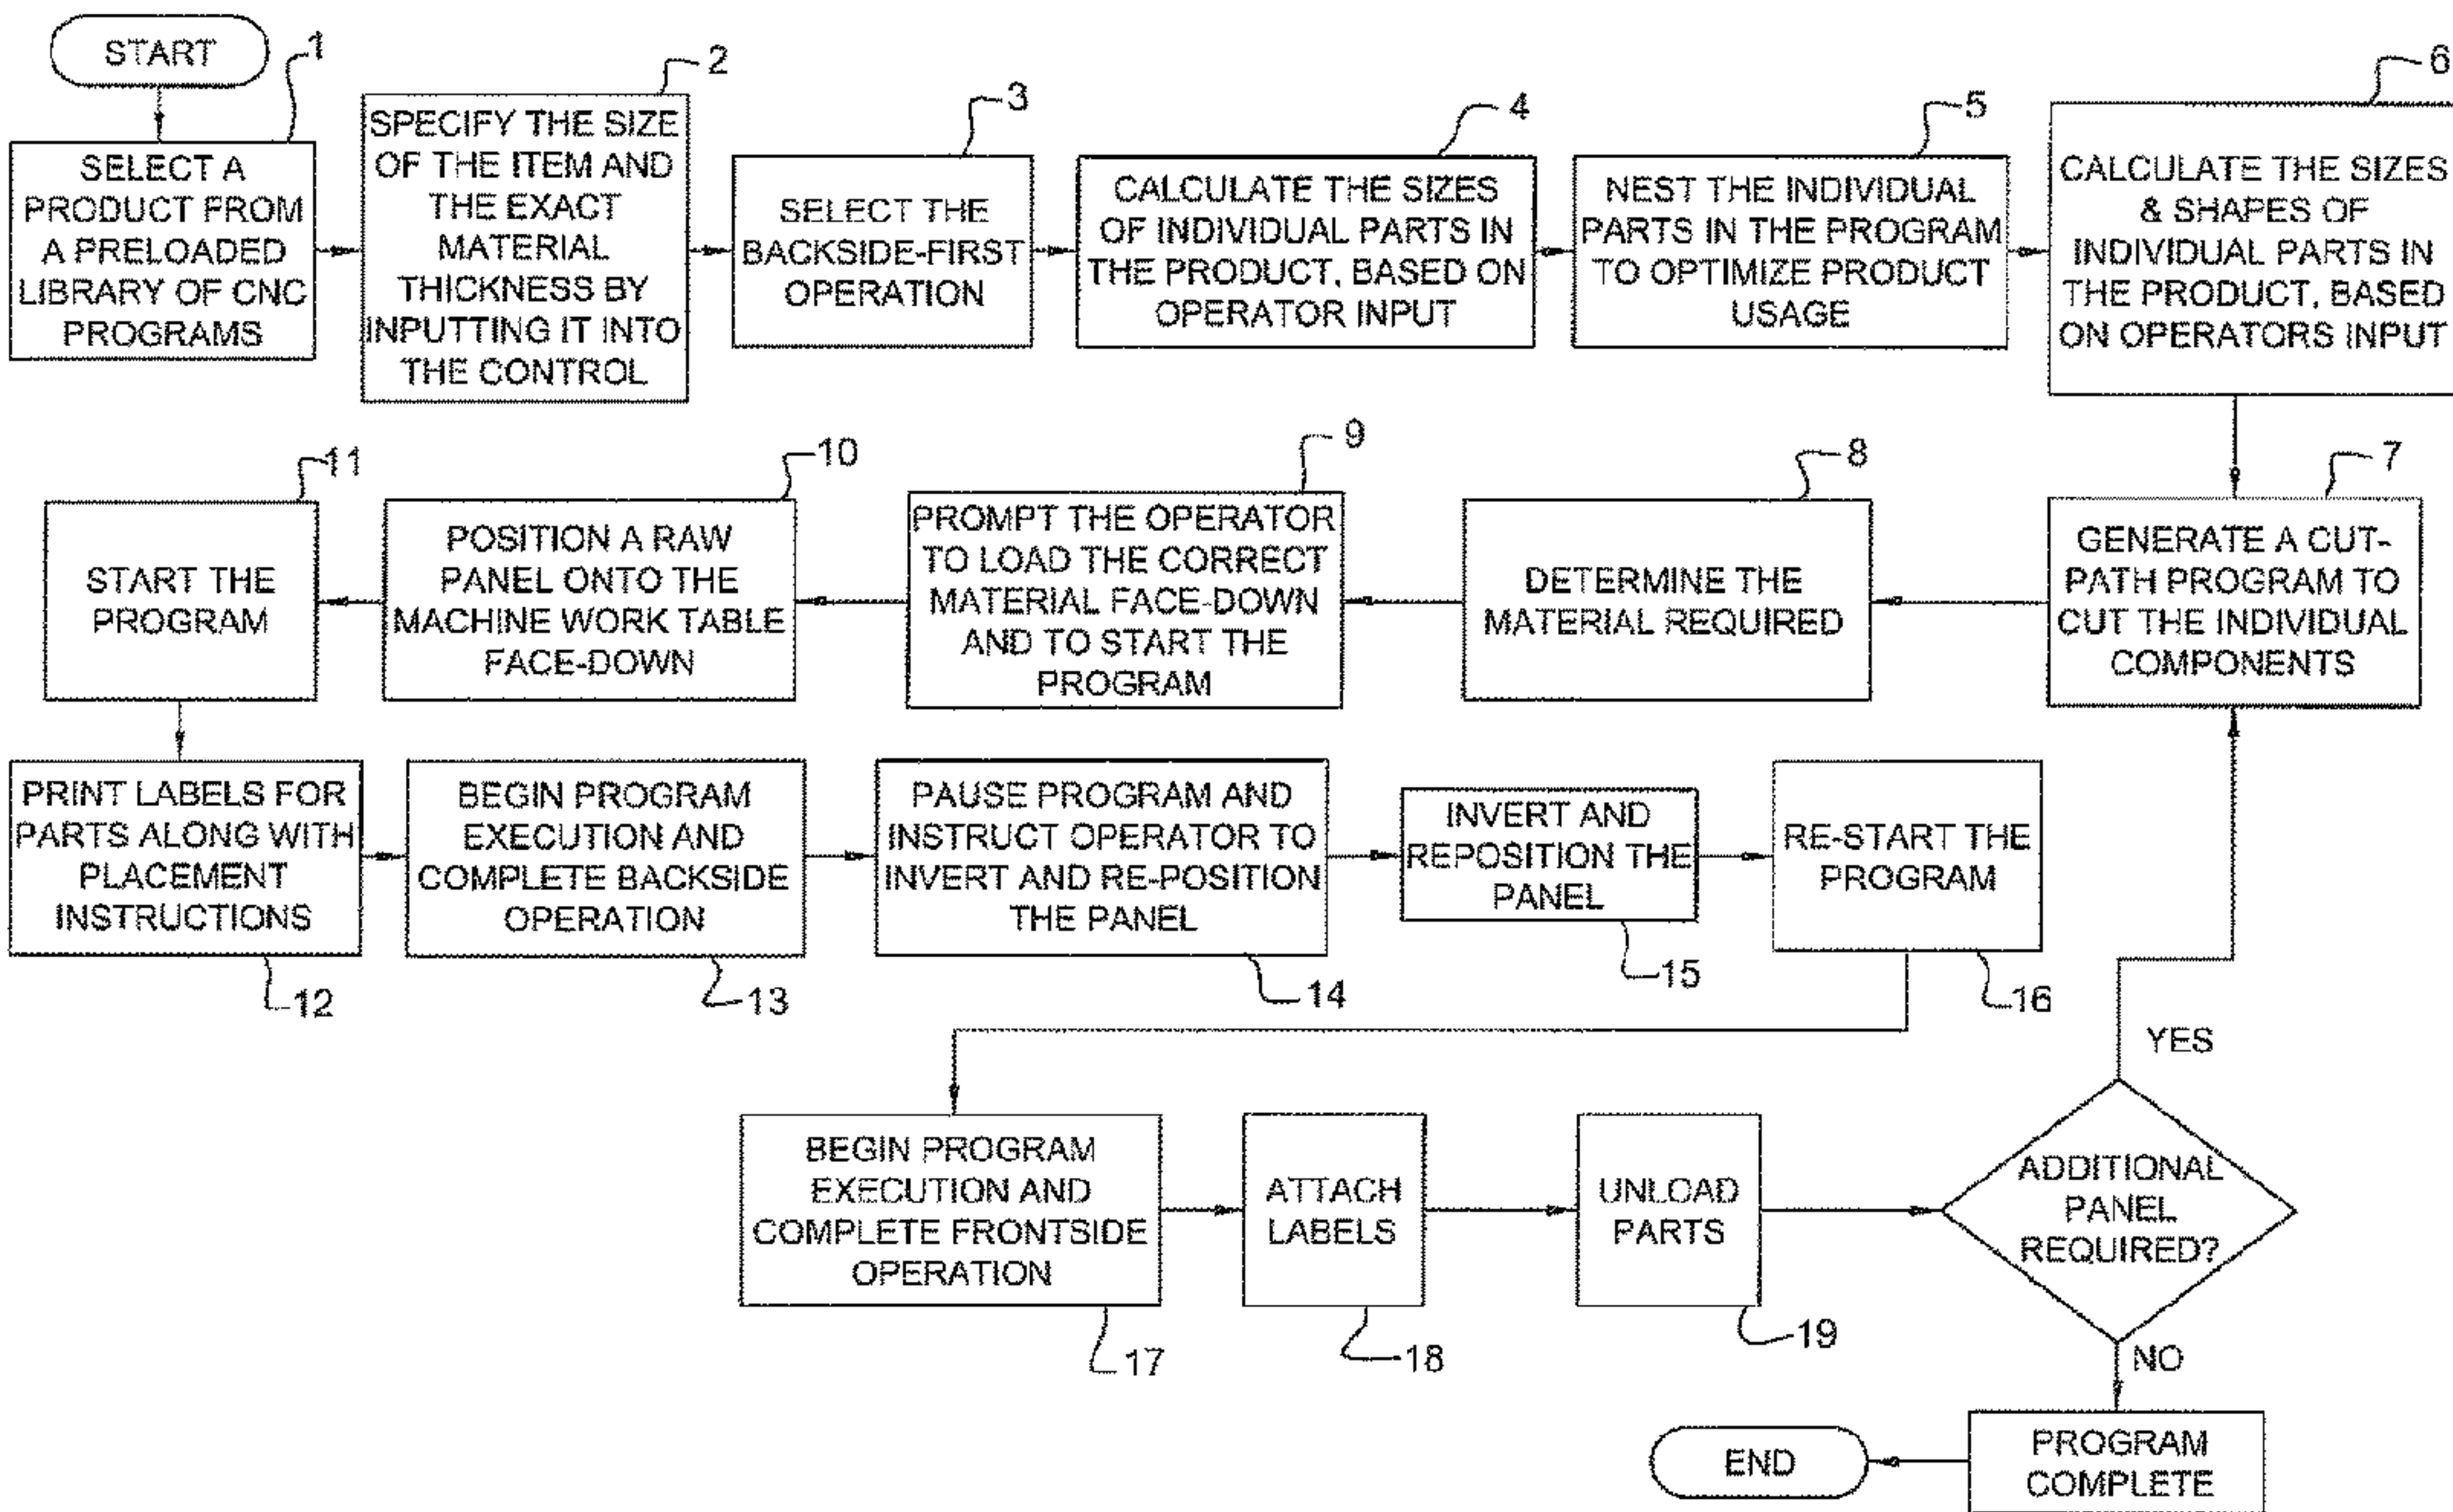 START
1
SELECT A
PRODUCT FROM
A PRELOADED
LIBRARY OF CNC
PROGRAMS
2
SPECIFY THE SIZE
OF THE ITEM AND
THE EXACT
MATERIAL
THICKNESS BY
INPUTTING IT INTO
THE CONTROL
3
SELECT THE
BACKSIDE-FIRST
OPERATION
4
CALCULATE THE SIZES
OF INDIVIDUAL PARTS IN
THE PRODUCT, BASED ON
OPERATOR INPUT
5
NEST THE INDIVIDUAL
PARTS IN THE PROGRAM
TO OPTIMIZE PRODUCT
USAGE
6
CALCULATE THE SIZES
& SHAPES OF
INDIVIDUAL PARTS IN
THE PRODUCT, BASED
ON OPERATORS INPUT
7
GENERATE A CUT-
PATH PROGRAM TO
CUT THE INDIVIDUAL
COMPONENTS
8
DETERMINE THE
MATERIAL REQUIRED
9
PROMPT THE OPERATOR
TO LOAD THE CORRECT
MATERIAL FACE-DOWN
AND TO START THE
PROGRAM
10
POSITION A RAW
PANEL ONTO THE
MACHINE WORK TABLE
FACE-DOWN
11
START THE
PROGRAM
PRINT LABELS FOR
PARTS ALONG WITH
PLACEMENT
INSTRUCTIONS
12
BEGIN PROGRAM
EXECUTION AND
COMPLETE BACKSIDE
OPERATION
13
PAUSE PROGRAM AND
INSTRUCT OPERATOR TO
INVERT AND RE-POSITION
THE PANEL
14
INVERT AND
REPOSITION THE
PANEL
15
RE-START THE
PROGRAM
16
BEGIN PROGRAM
EXECUTION AND
COMPLETE FRONTSIDE
OPERATION
17
ATTACH
LABELS
18
UNLOAD
PARTS
19
YES
ADDITIONAL
PANEL
REQUIRED?
NO
PROGRAM
COMPLETE
END